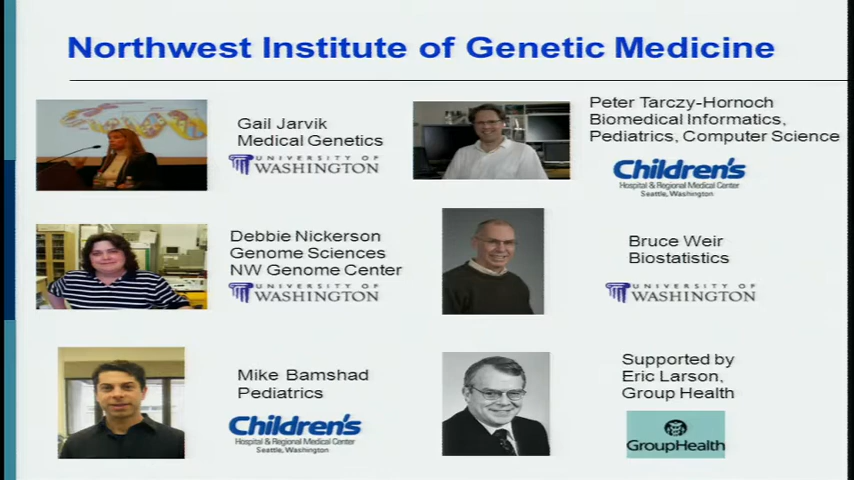 Northwest Institute of Genetic Medicine
Gail Jarvik
Medical Genetics
UNIVERSITY OF
WASHINGTON
Peter Tarczy-Hornoch
Biomedical Informatics,
Pediatrics, Computer Science
Children's
Hospital & Regional Medical Center
Seattle, Washington
Debbie Nickerson
Genome Sciences
NW Genome Center
UNIVERSITY OF
WASHINGTON
Bruce Weir
Biostatistics
UNIVERSITY OF
WASHINGTON
Mike Bamshad
Pediatrics
Children's
Hospital & Regional Medical Center
Seattle, Washington
Supported by
Eric Larson,
Group Health
GroupHealth